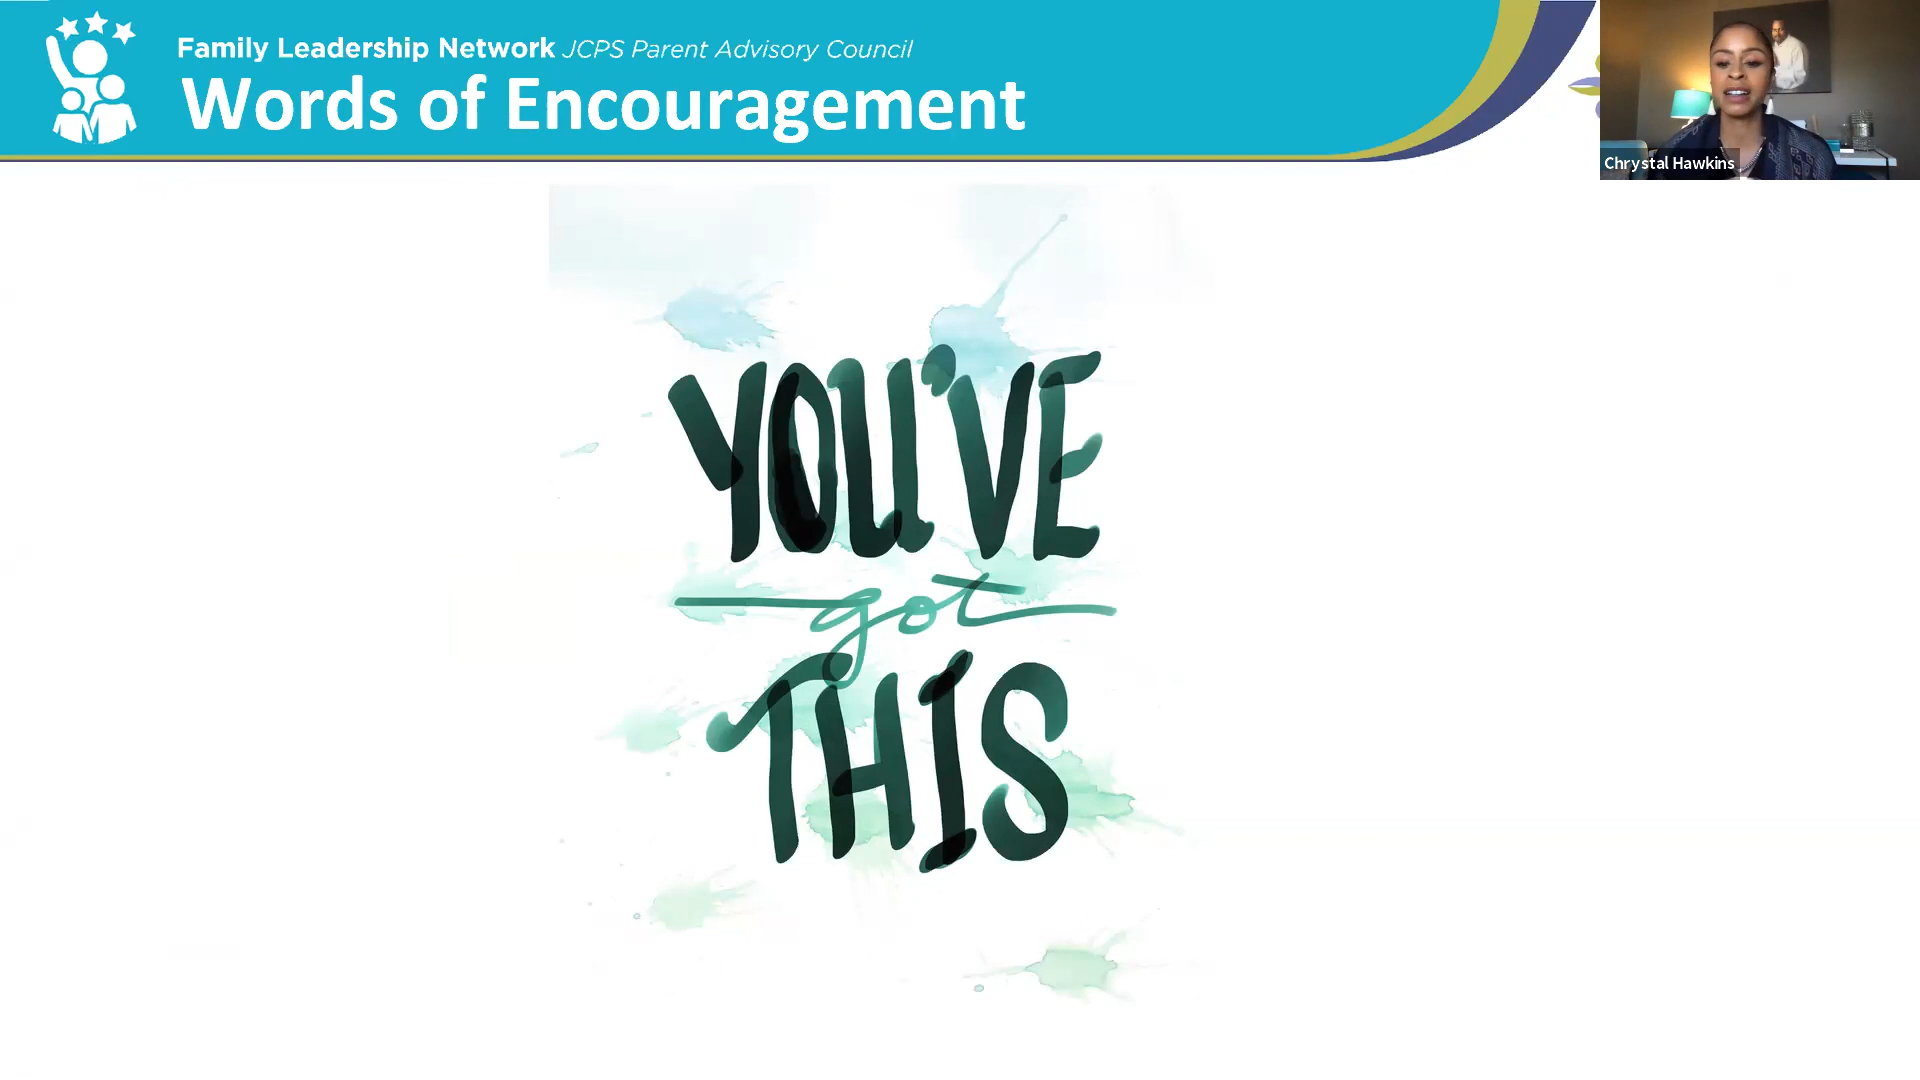 Family Leadership Network JCPS Parent Advisory Council
Words of Encouragement
Chrystal Hawkins
YOU'VE
got
THIS